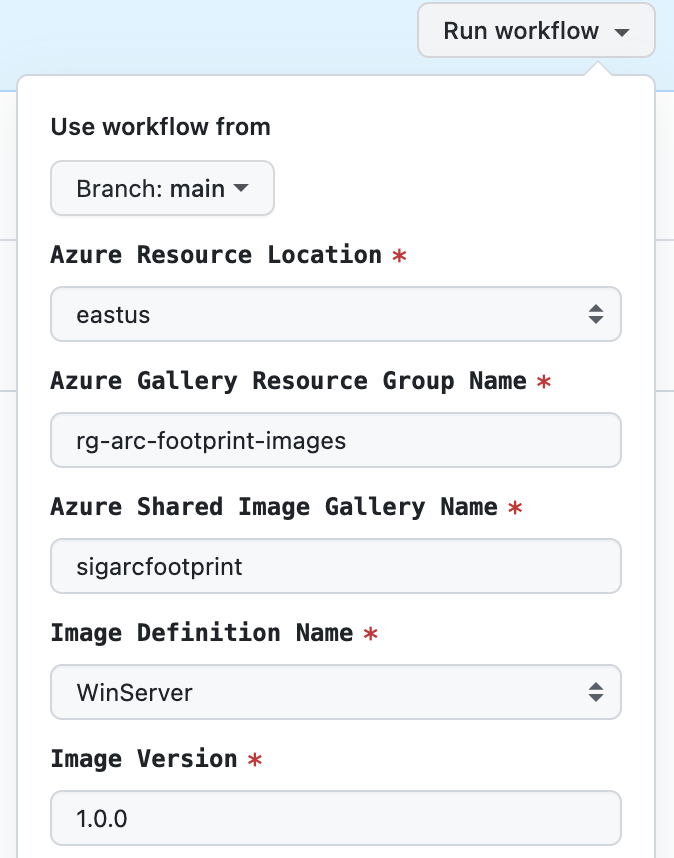 Run workflow
Use workflow from
Branch: main
Azure Resource Location *
eastus
Azure Gallery Resource Group Name *
rg-arc-footprint-images
Azure Shared Image Gallery Name *
sigarcfootprint
Image Definition Name *
WinServer
Image Version *
1.0.0